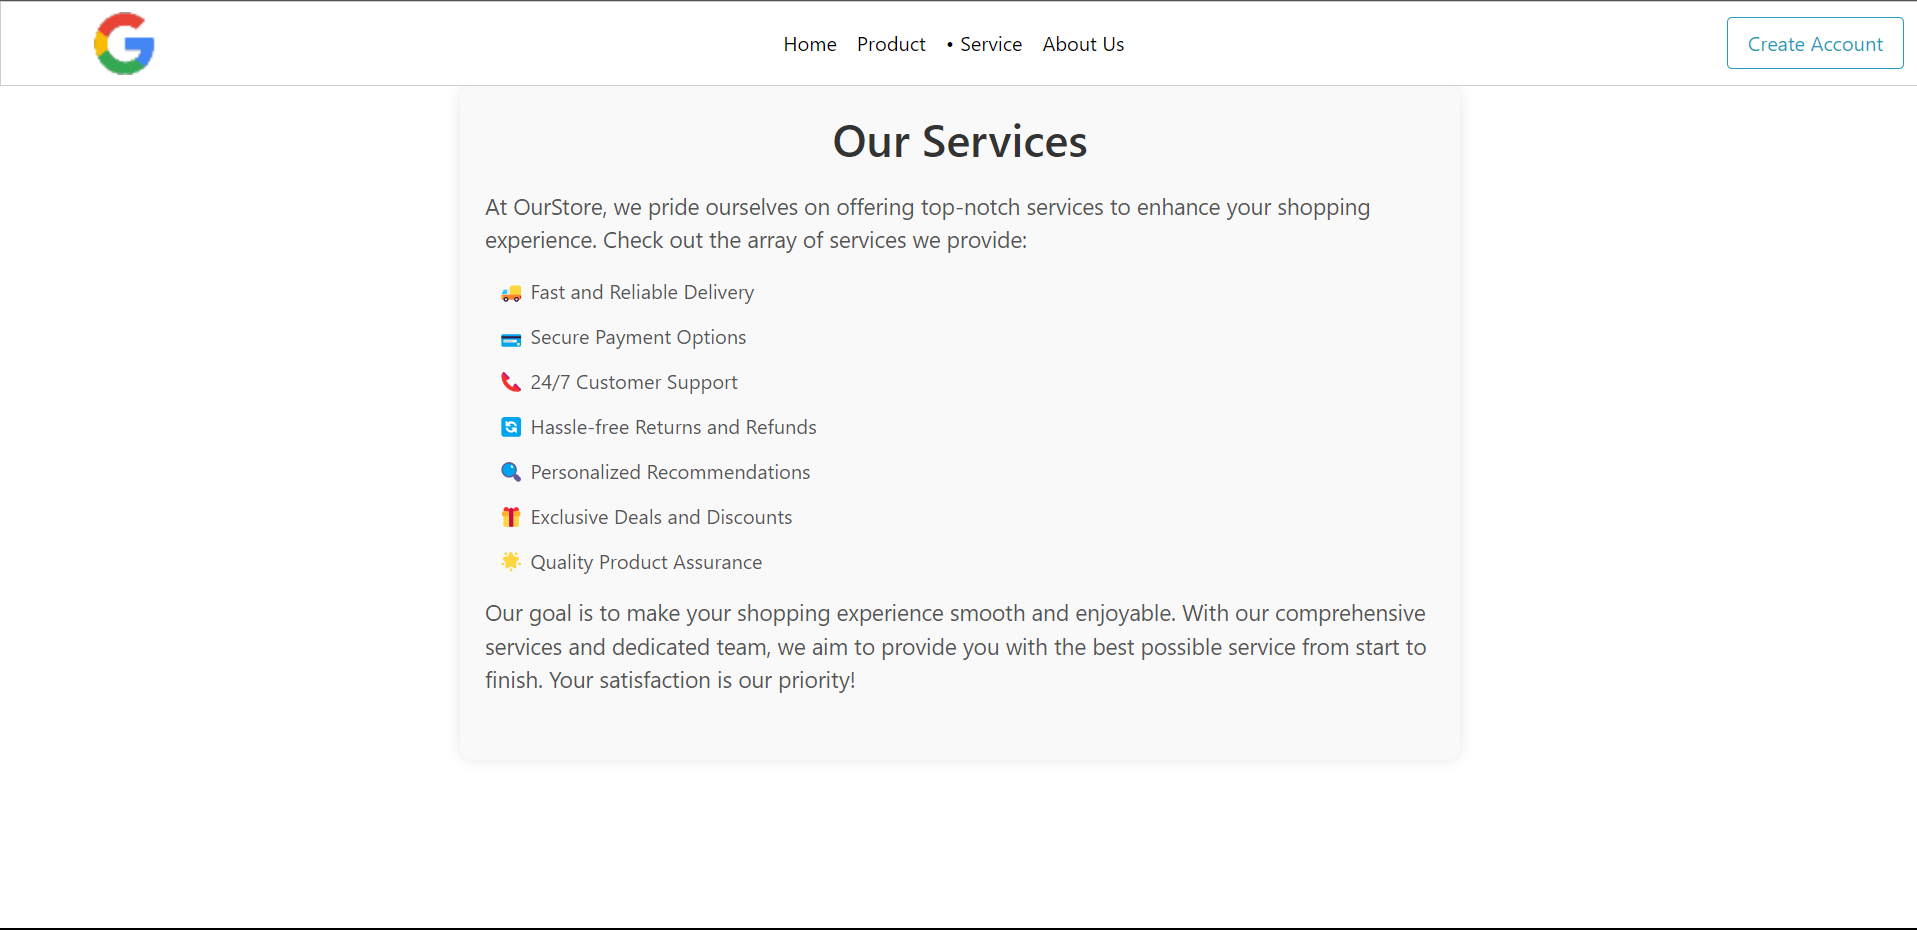 Home Product • Service About Us Create Account
Our Services
At OurStore, we pride ourselves on offering top-notch services to enhance your shopping
experience. Check out the array of services we provide:
🚚 Fast and Reliable Delivery
💳 Secure Payment Options
📞 24/7 Customer Support
🔄 Hassle-free Returns and Refunds
🔍 Personalized Recommendations
🎁 Exclusive Deals and Discounts
🌟 Quality Product Assurance
Our goal is to make your shopping experience smooth and enjoyable. With our comprehensive
services and dedicated team, we aim to provide you with the best possible service from start to
finish. Your satisfaction is our priority!